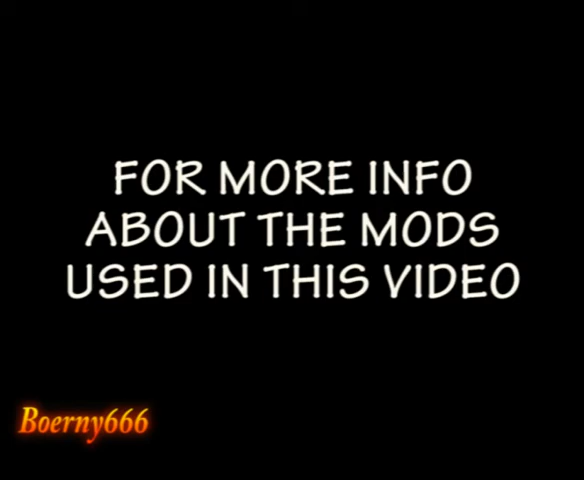 FOR MORE INFO
ABOUT THE MODS
USED IN THIS VIDEO
Boerny666